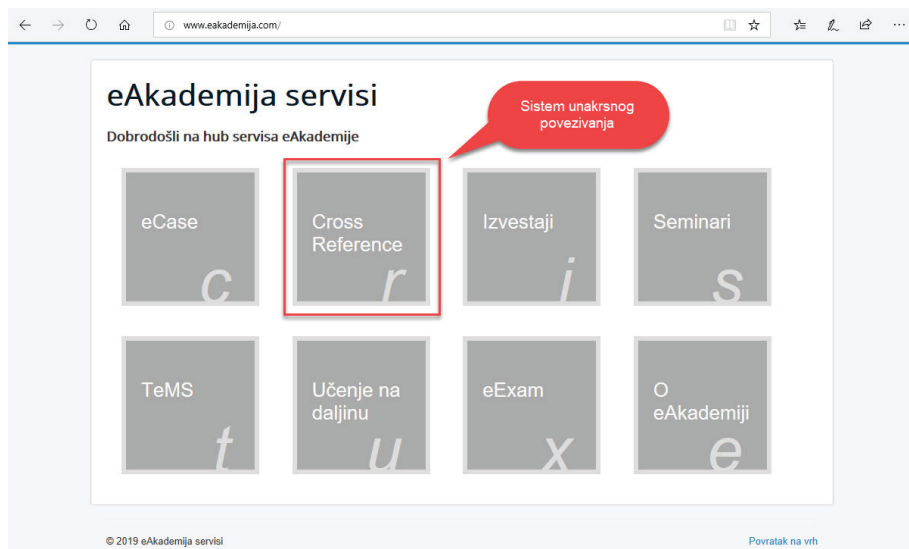 www.eakademija.com/
eAkademija servisi
Sistem unakrsnog
povezivanja
Dobrodošli na hub servisa eAkademije
eCase
c
Cross
Reference
r
Izvestaji
i
Seminari
s
TeMS
t
Učenje na
daljinu
u
eExam
x
O
eAkademiji
e
© 2019 eAkademija servisi
Povratak na vrh